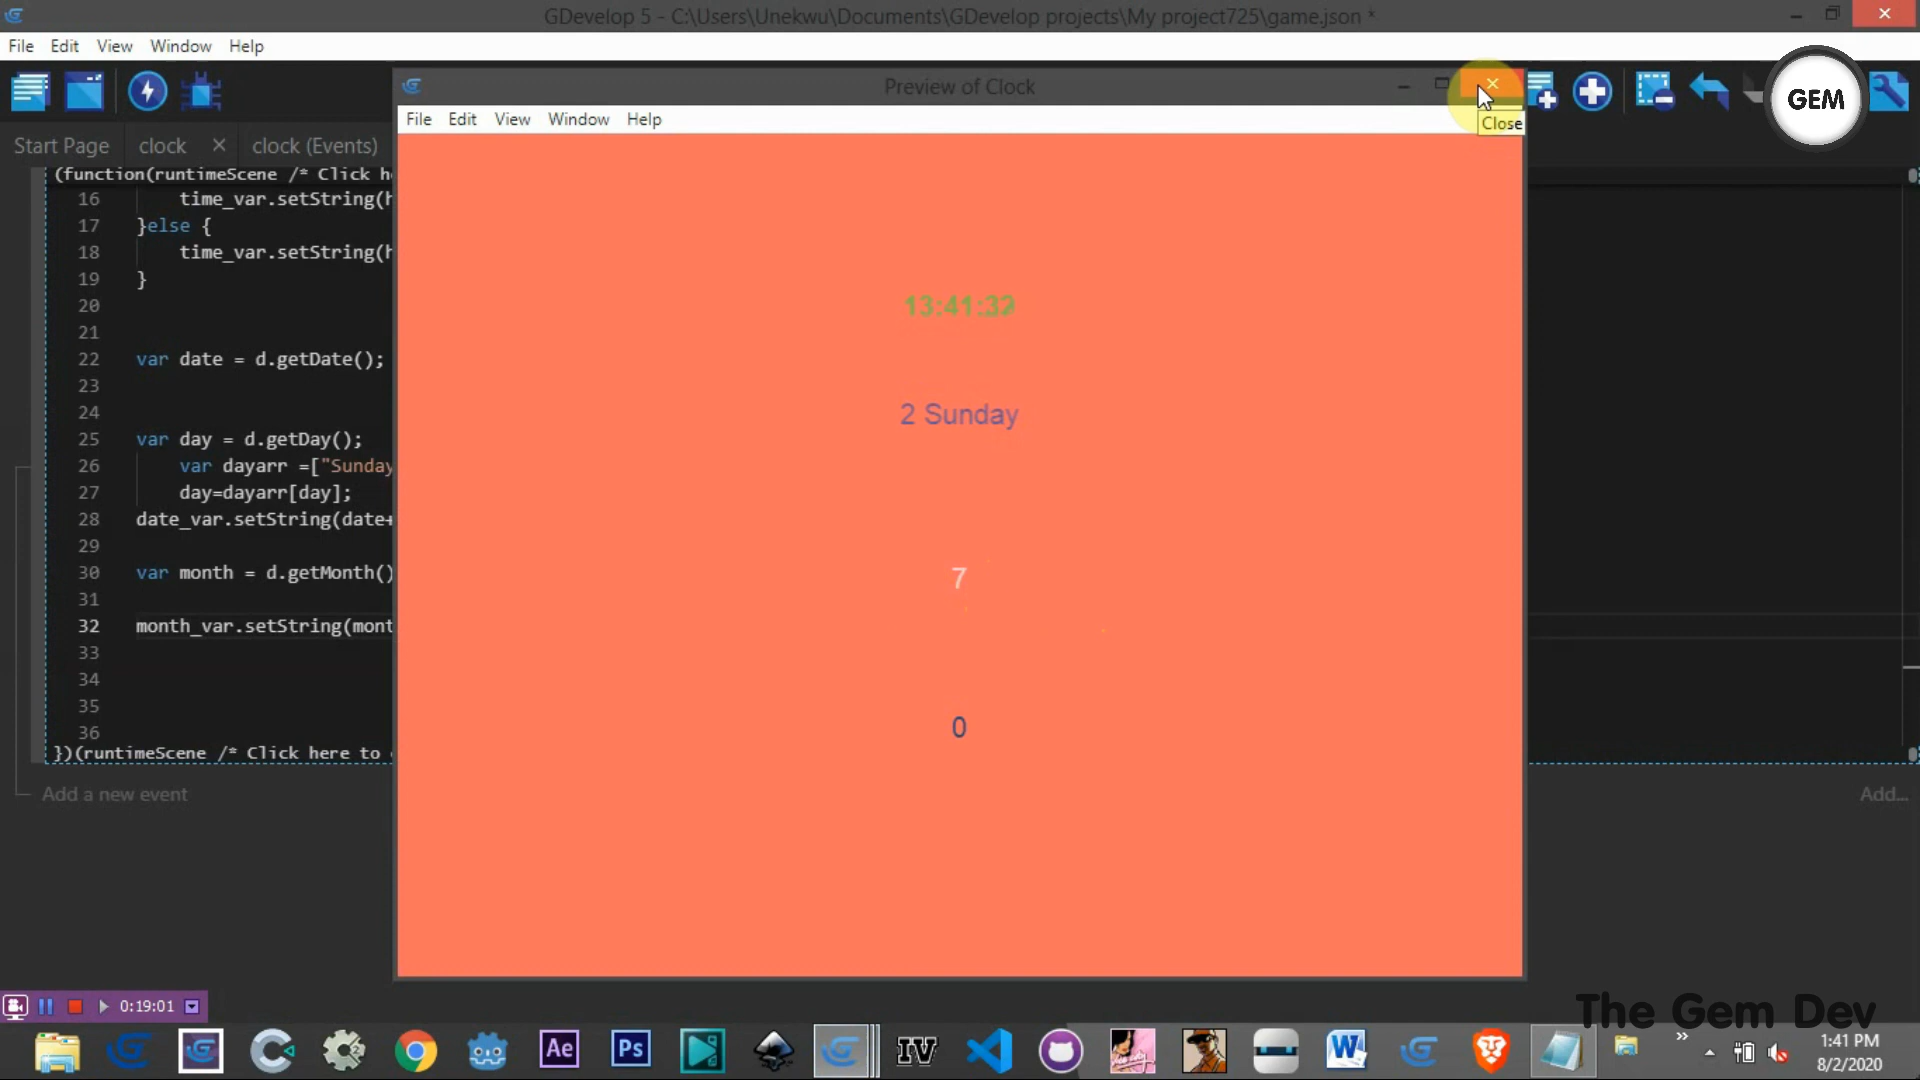 GDevelop 5 - C:\Users\Unekwu\Documents\GDevelop projects\My project725\game.json *
File Edit View Window Help
Preview of Clock
GEM
File Edit View Window Help
Close
Start Page clock × clock (Events)
(function(runtimeScene /* Click h
16 time_var.setString(h
17 }else {
18 time_var.setString(h
19 }
20
21
22 var date = d.getDate();
23
24
25 var day = d.getDay();
26 var dayarr =["Sunday
27 day=dayarr[day];
28 date_var.setString(date+
29
30 var month = d.getMonth()
31
32 month_var.setString(mont
33
34
35
36
})(runtimeScene /* Click here to
Add a new event
Add...
13:41:32
2 Sunday
7
0
0:19:01
The Gem Dev
Ae
Ps
IV
W
1:41 PM
8/2/2020